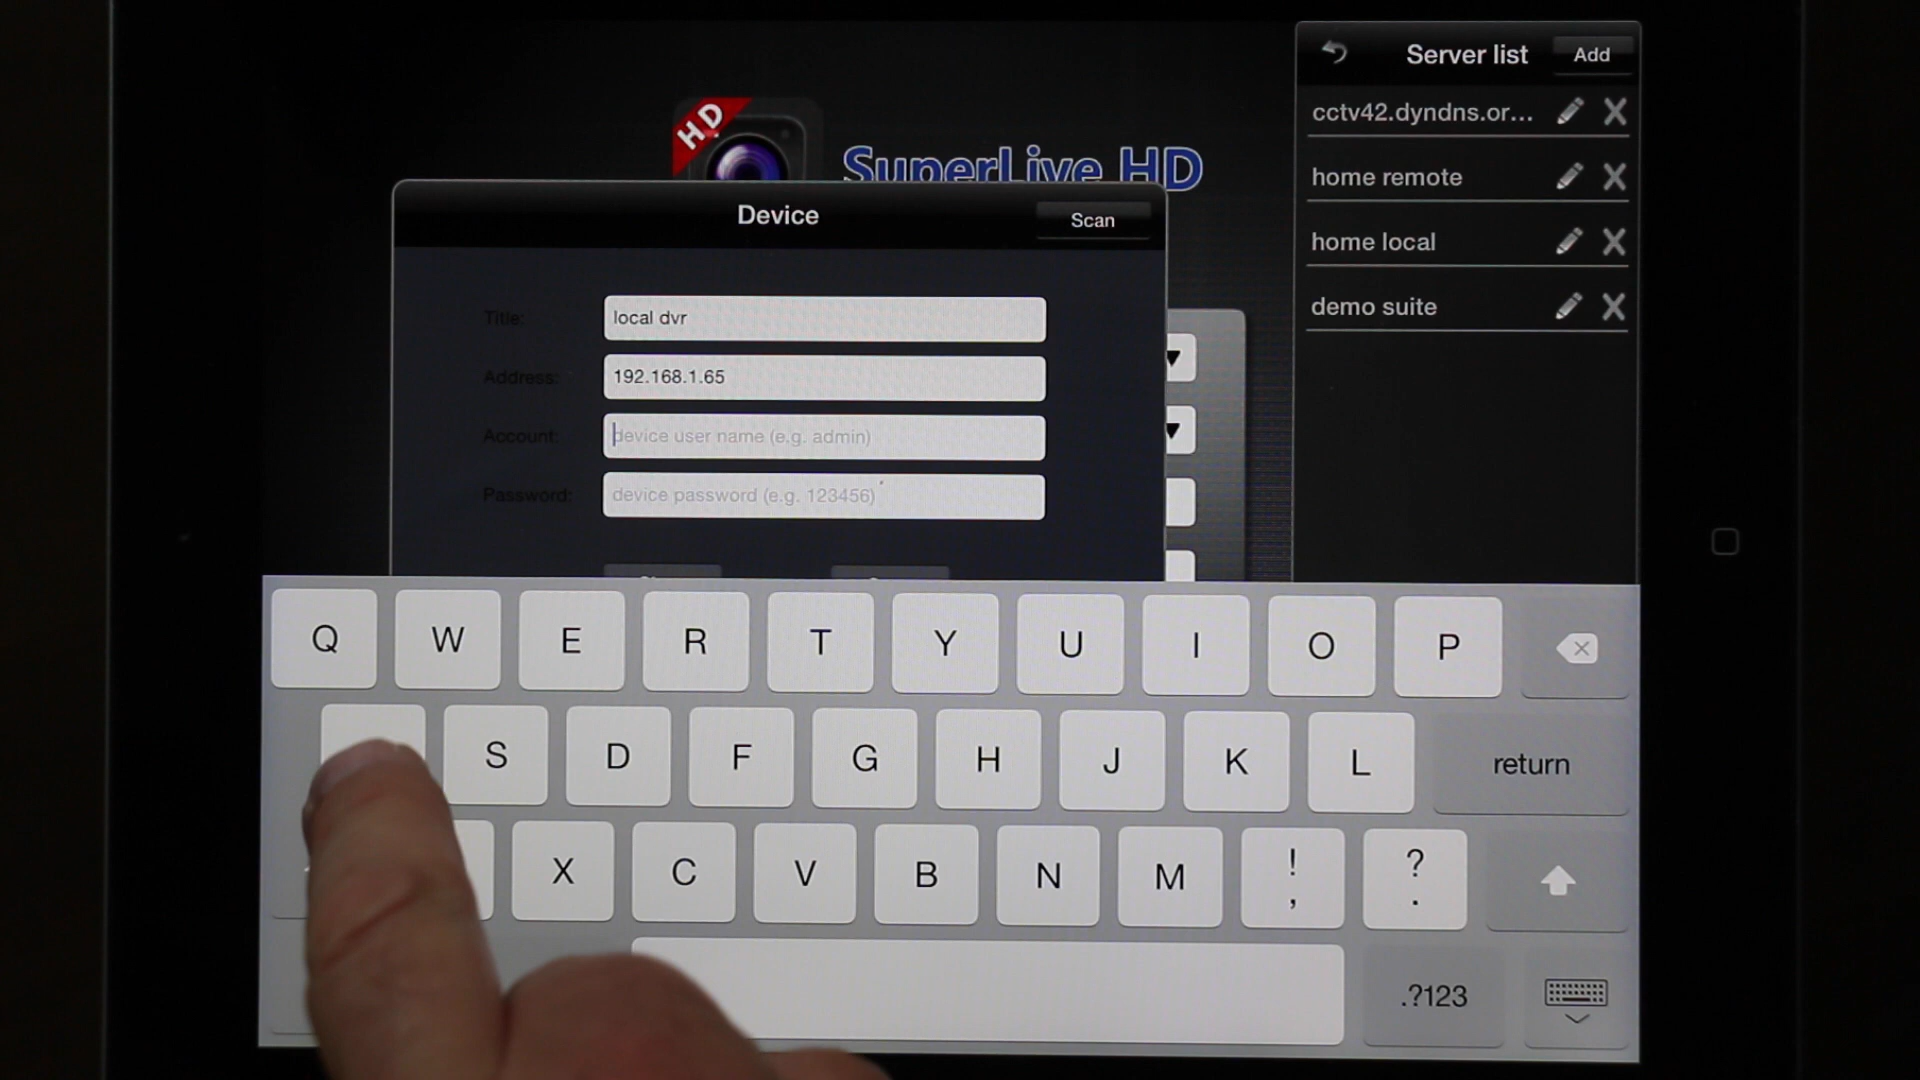 Server list
Add
cctv42.dyndns.or...
home remote
home local
demo suite
HD
SuperLive HD
Device
Scan
Title:
local dvr
Address:
192.168.1.65
Account:
device user name (e.g. admin)
Password:
device password (e.g. 123456)
Q W E R T Y U I O P
S D F G H J K L return
X C V B N M ! , ? .
.?123